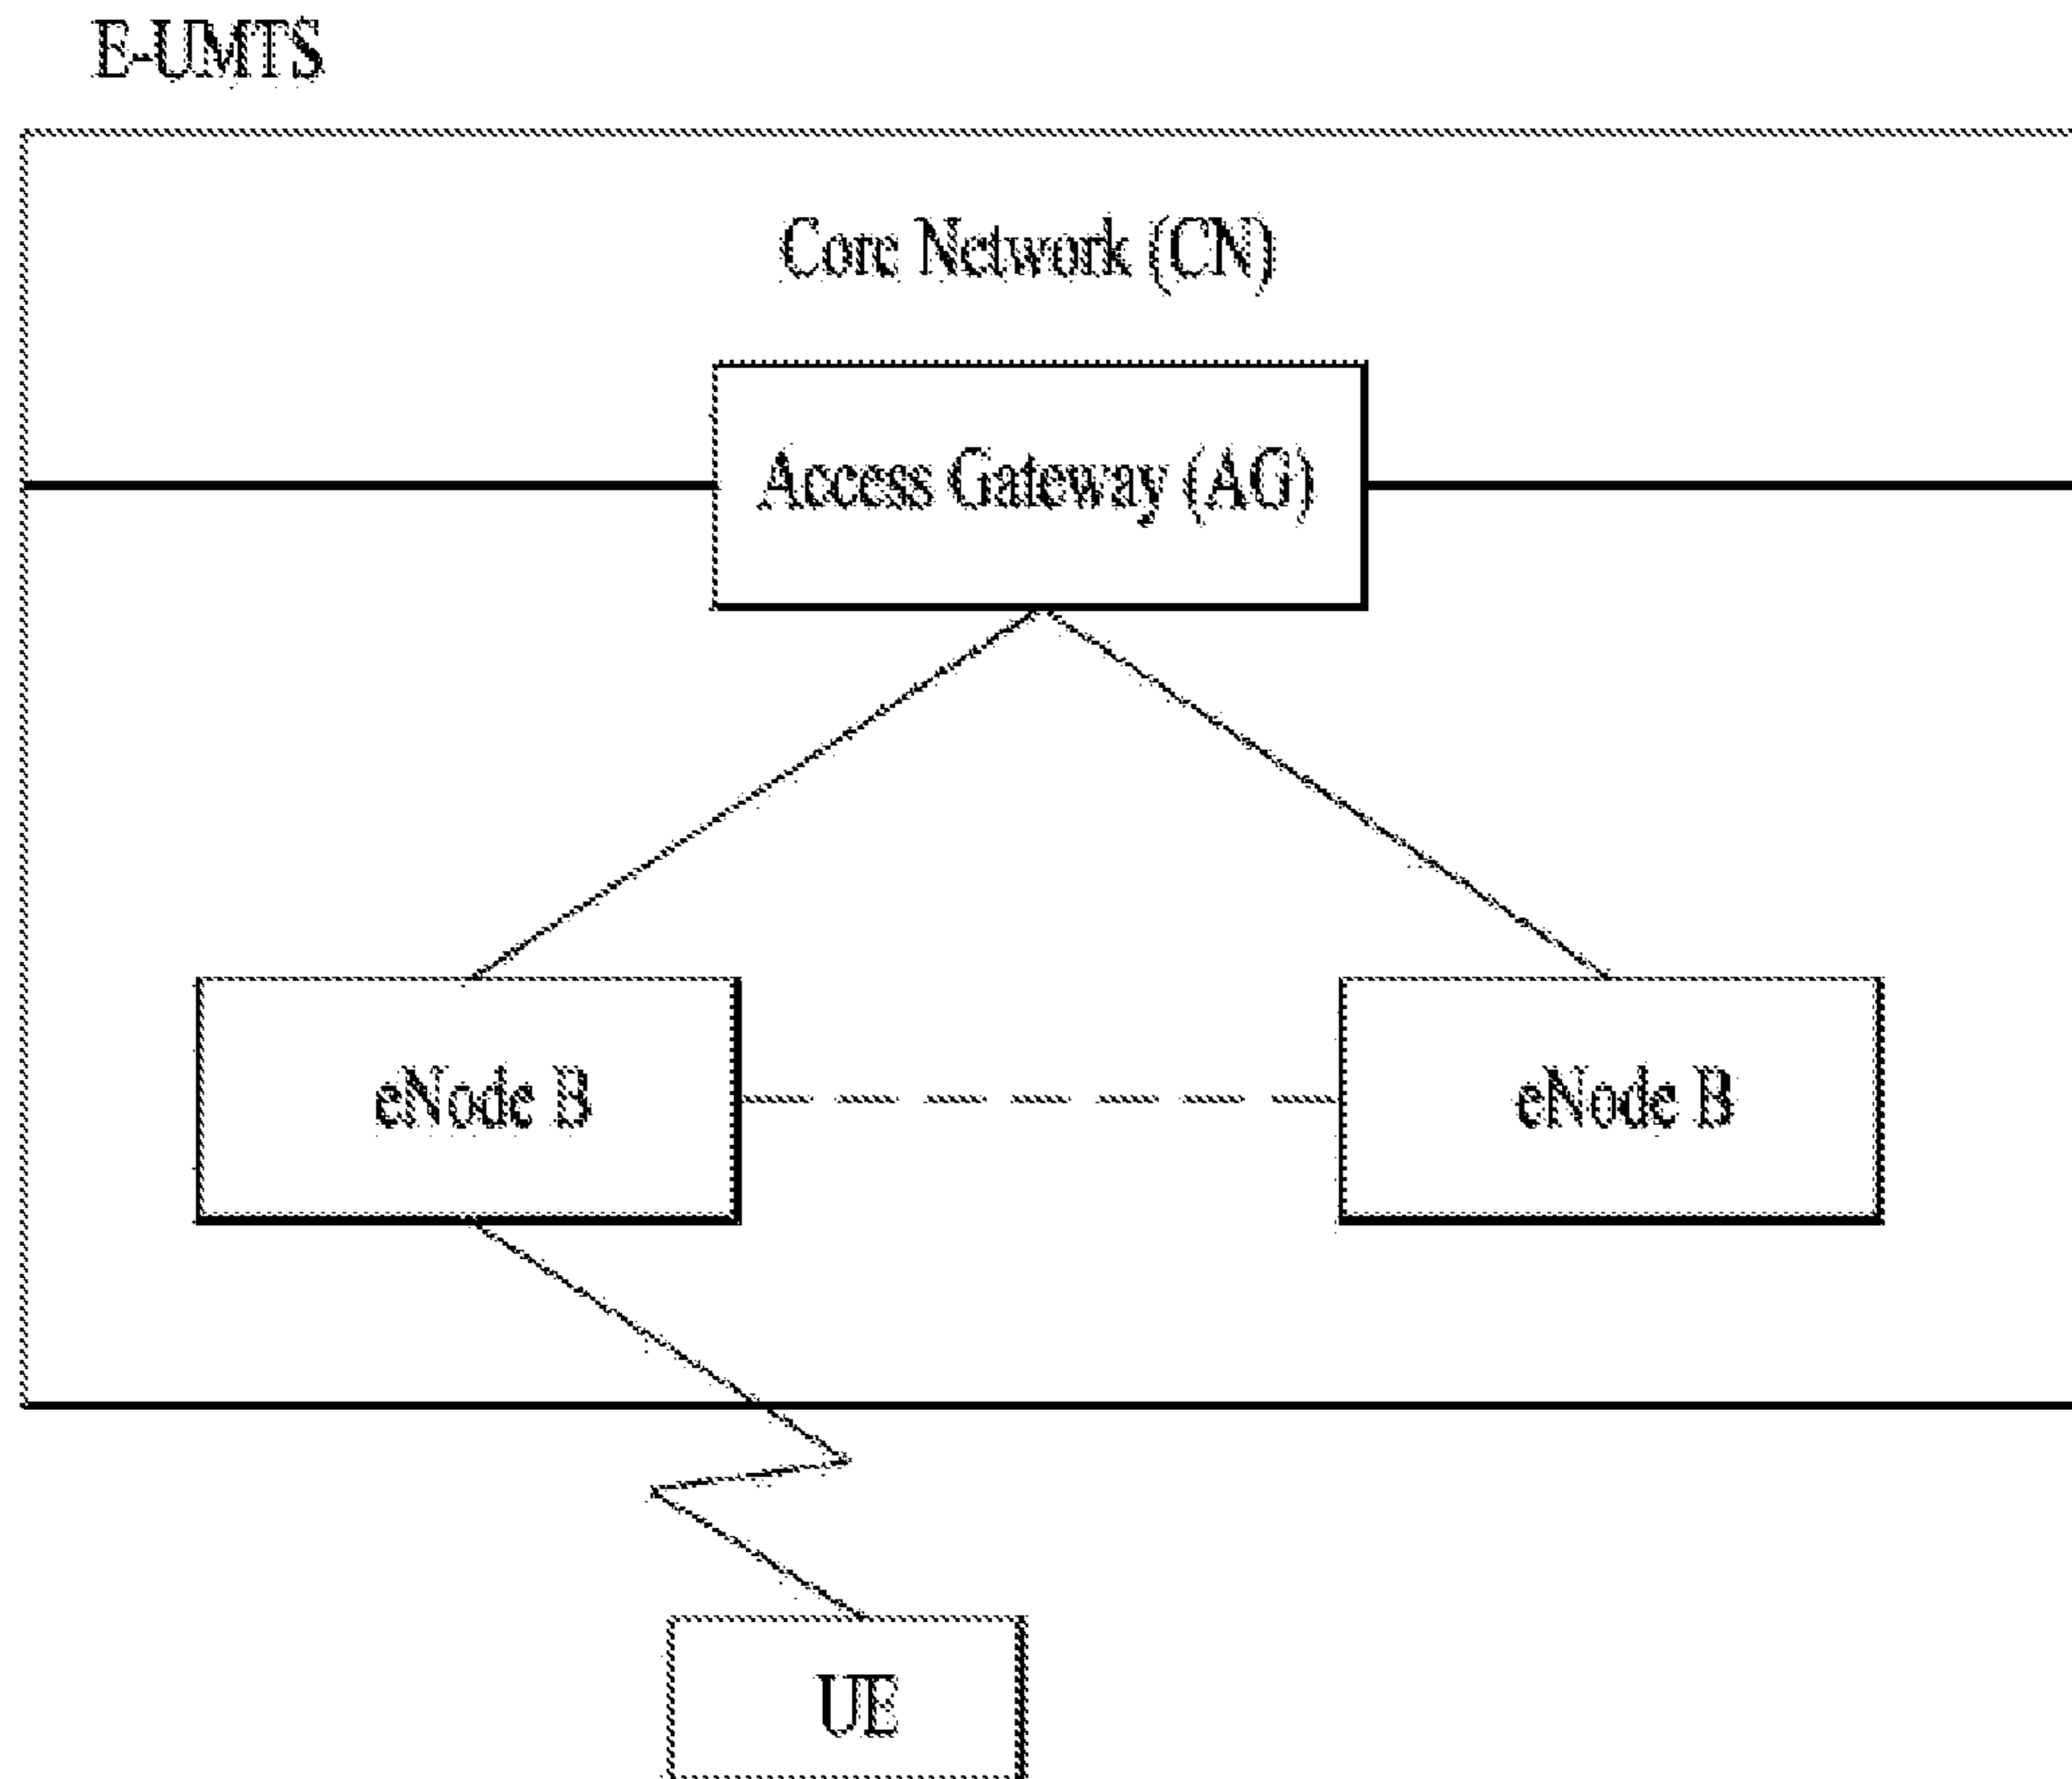 E-UMTS
Core Network (CN)
Access Gateway (AG)
eNode B
eNode B
UE